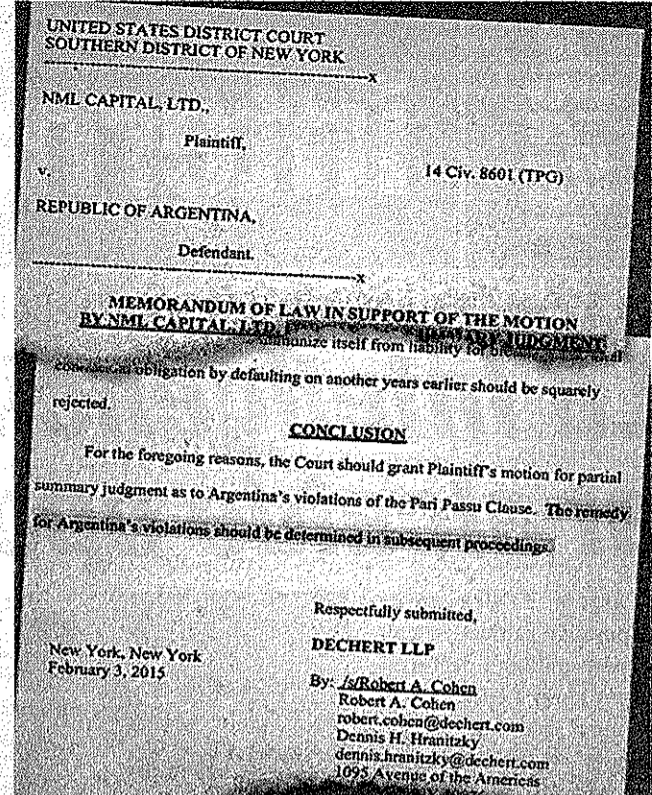 UNITED STATES DISTRICT COURT
SOUTHERN DISTRICT OF NEW YORK
------------------------------------------------------------x
NML CAPITAL, LTD.,
Plaintiff,
v.
14 Civ. 8601 (TPG)
REPUBLIC OF ARGENTINA,
Defendant.
------------------------------------------------------------x
MEMORANDUM OF LAW IN SUPPORT OF THE MOTION
BY NML CAPITAL, LTD. SUMMARY JUDGMENT
itself from liability for
obligation by defaulting on another years earlier should be squarely
rejected.
CONCLUSION
For the foregoing reasons, the Court should grant Plaintiff's motion for partial
summary judgment as to Argentina's violations of the Pari Passu Clause. The remedy
for Argentina's violations should be determined in subsequent proceedings.
Respectfully submitted,
New York, New York
February 3, 2015
DECHERT LLP
By: /s/Robert A. Cohen
Robert A. Cohen
robert.cohen@dechert.com
Dennis H. Hranitzky
dennis.hranitzky@dechert.com
1095 Avenue of the Americas